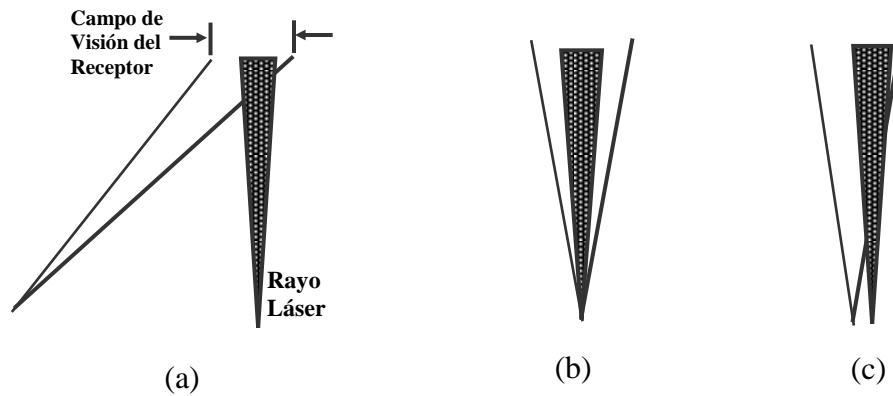 Campo de
Visión del
Receptor
Rayo
Láser
(a)
(b)
(c)